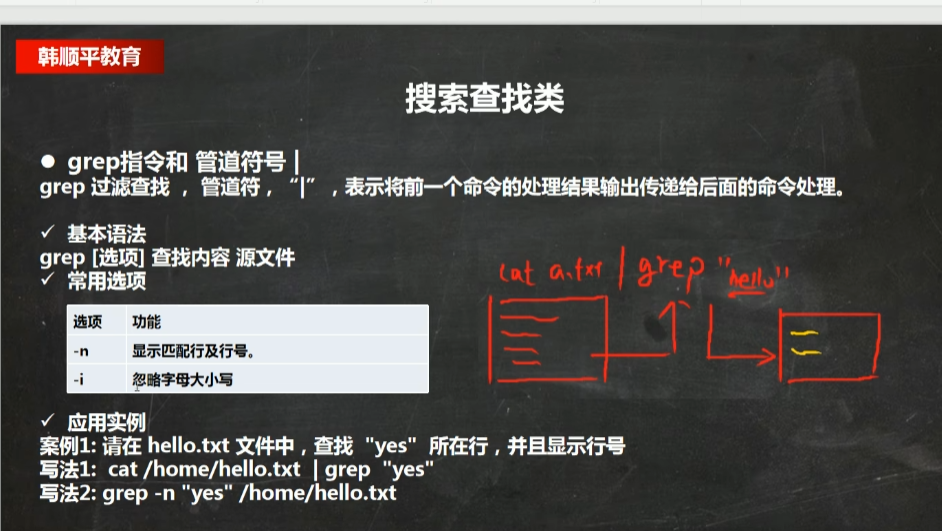 韩顺平教育
搜索查找类
● grep指令和 管道符号 |
grep 过滤查找 ， 管道符，“|”，表示将前一个命令的处理结果输出传递给后面的命令处理。
✓ 基本语法
grep [选项] 查找内容 源文件
✓ 常用选项
选项 功能
-n 显示匹配行及行号。
-i 忽略字母大小写
cat a.txt | grep "hello"
✓ 应用实例
案例1: 请在 hello.txt 文件中，查找 "yes" 所在行，并且显示行号
写法1: cat /home/hello.txt | grep "yes"
写法2: grep -n "yes" /home/hello.txt